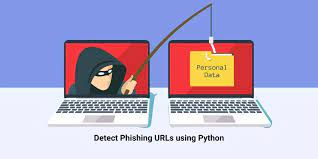 Personal
Data
Detect Phishing URLs using Python